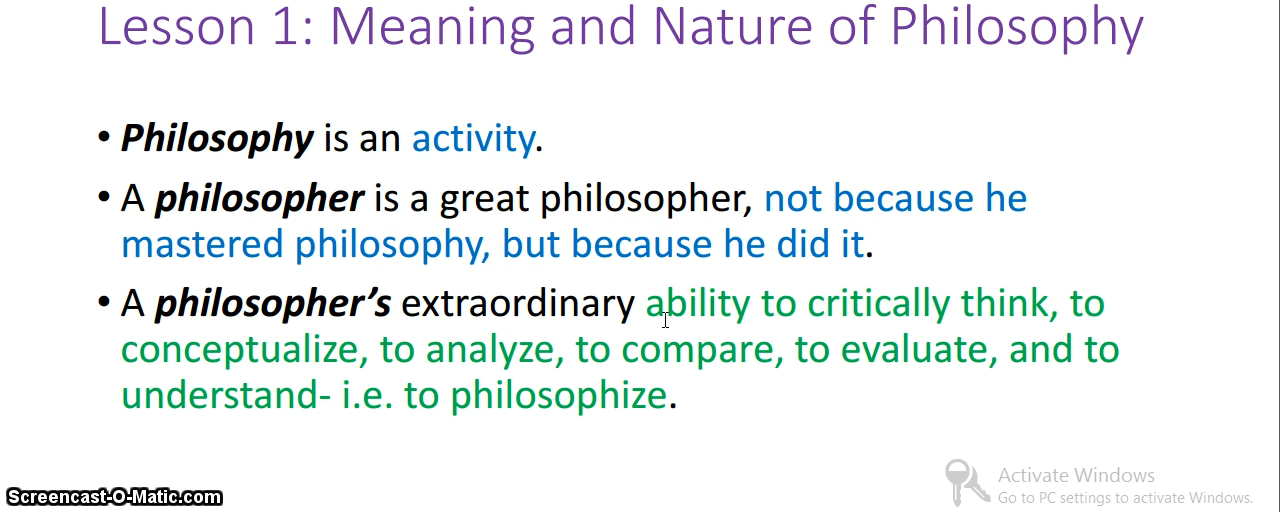 Lesson 1: Meaning and Nature of Philosophy
• Philosophy is an activity.
• A philosopher is a great philosopher, not because he
mastered philosophy, but because he did it.
• A philosopher’s extraordinary ability to critically think, to
conceptualize, to analyze, to compare, to evaluate, and to
understand- i.e. to philosophize.
Activate Windows
Go to PC settings to activate Windows.
Screencast-O-Matic.com